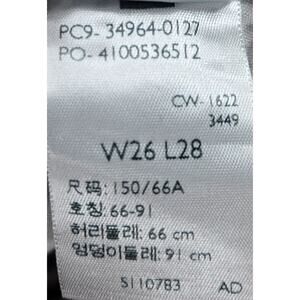 PC9- 34964-0127
PO- 4100536512
CW- 1622
3449
W26 L28
尺码: 150/66A
호칭: 66-91
허리둘레: 66 cm
엉덩이둘레: 91 cm
S1107B3 AD